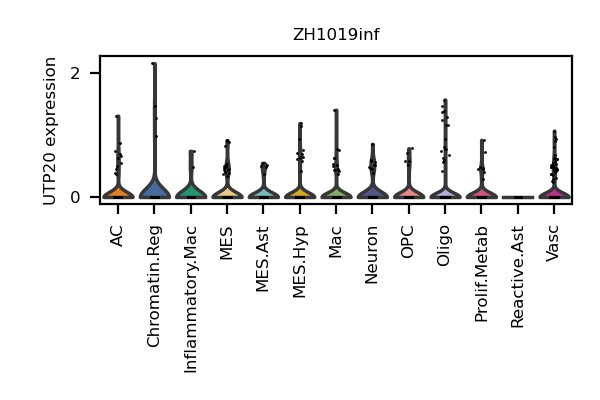 ZH1019inf
UTP20 expression
2
0
AC
Chromatin.Reg
Inflammatory.Mac
MES
MES.Ast
MES.Hyp
Mac
Neuron
OPC
Oligo
Prolif.Metab
Reactive.Ast
Vasc